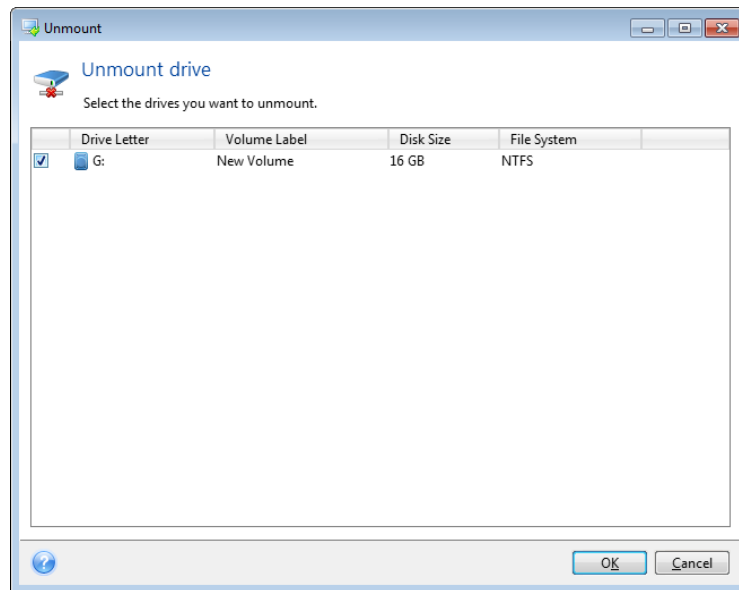 Unmount
Unmount drive
Select the drives you want to unmount.
Drive Letter Volume Label Disk Size File System
G: New Volume 16 GB NTFS
OK Cancel